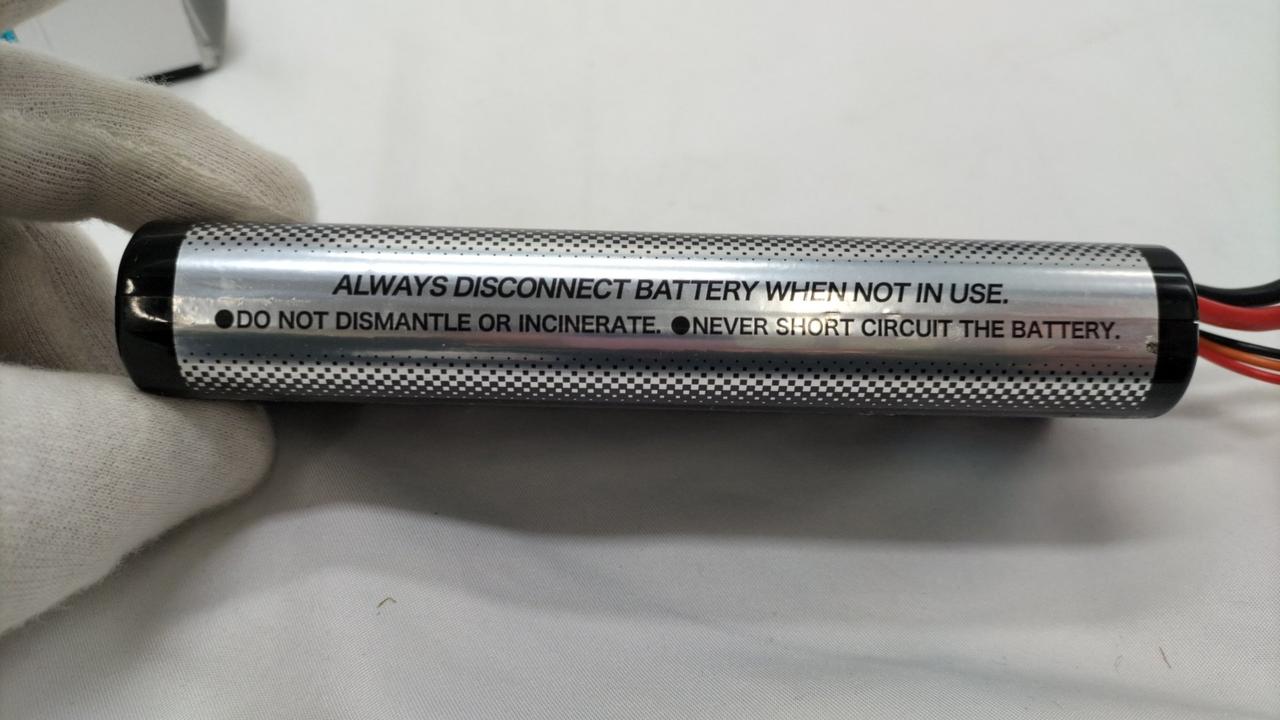 ALWAYS DISCONNECT BATTERY WHEN NOT IN USE.
●DO NOT DISMANTLE OR INCINERATE. ●NEVER SHORT CIRCUIT THE BATTERY.